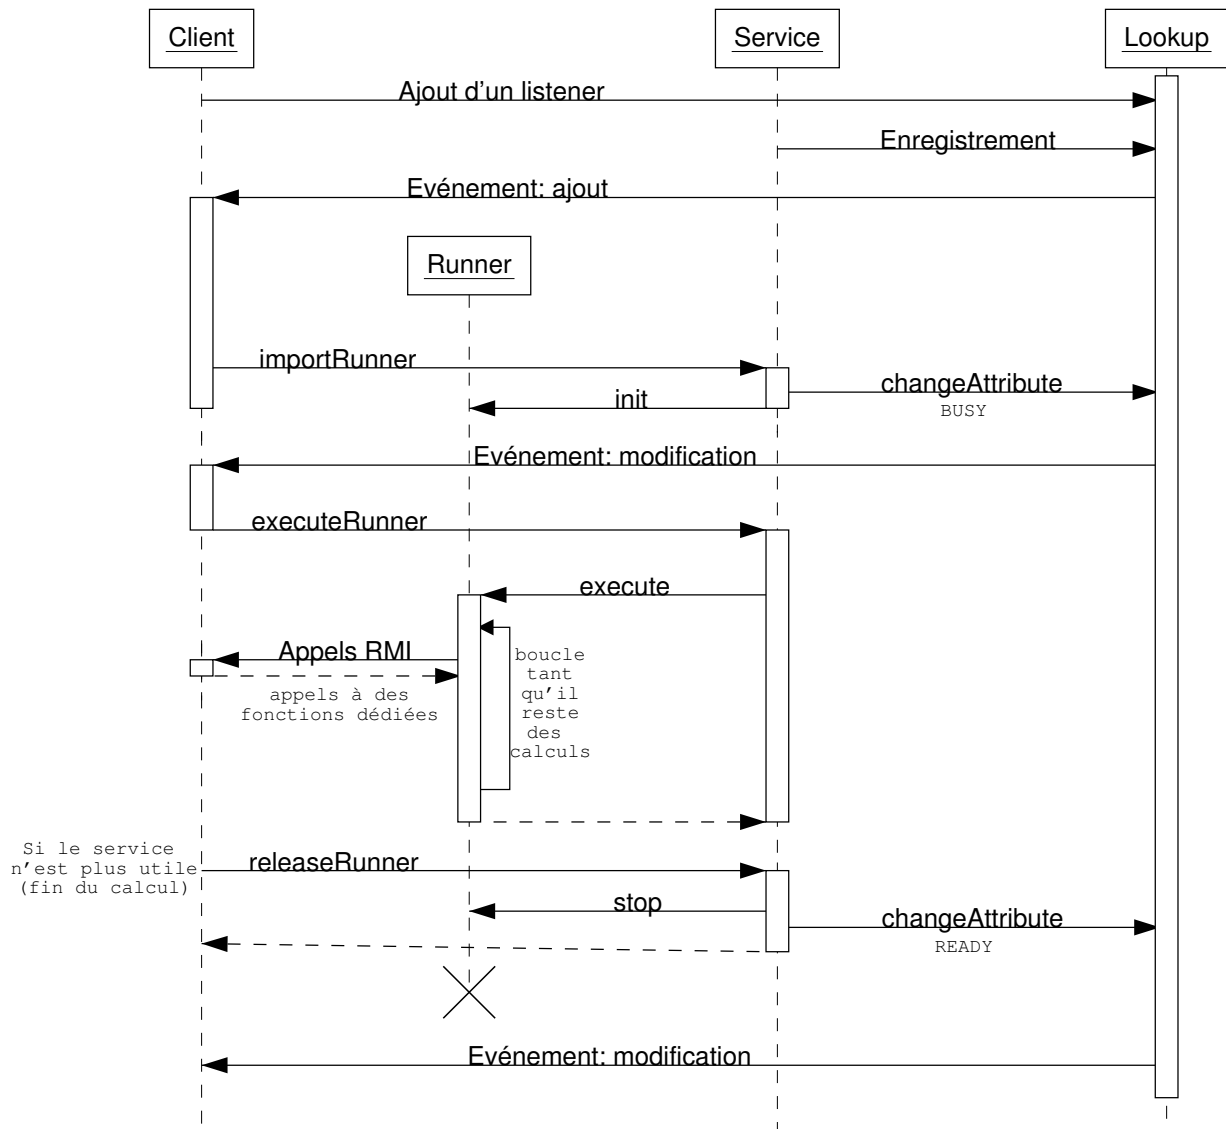 Client
Service
Lookup
Ajout d'un listener
Enregistrement
Evénement: ajout
Runner
importRunner
changeAttribute
BUSY
init
Evénement: modification
executeRunner
execute
Appels RMI
appels à des
fonctions dédiées
boucle
tant
qu'il
reste
des
calculs
Si le service
n'est plus utile
(fin du calcul)
releaseRunner
stop
changeAttribute
READY
Evénement: modification